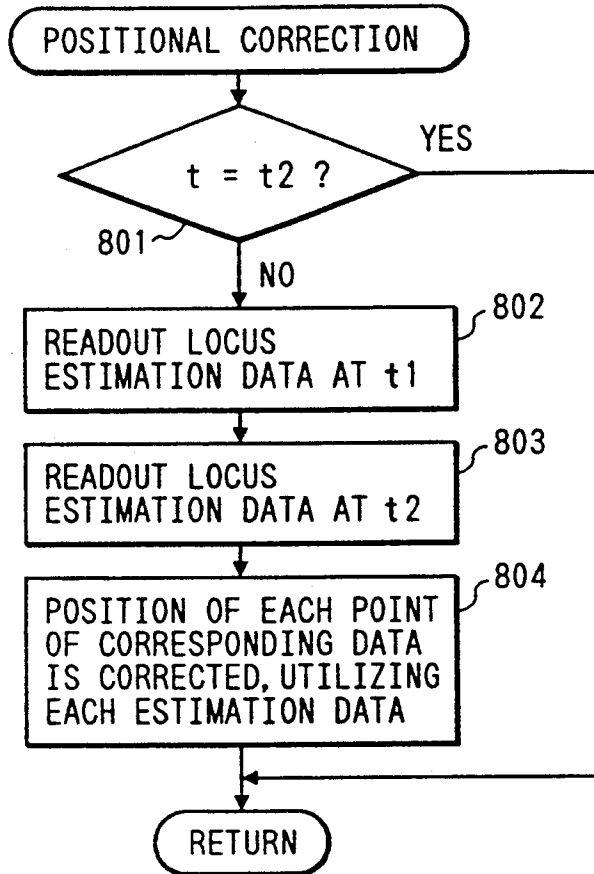 POSITIONAL CORRECTION
YES
t = t2 ?
801
NO
802
READOUT LOCUS
ESTIMATION DATA AT t1
803
READOUT LOCUS
ESTIMATION DATA AT t2
804
POSITION OF EACH POINT
OF CORRESPONDING DATA
IS CORRECTED, UTILIZING
EACH ESTIMATION DATA
RETURN